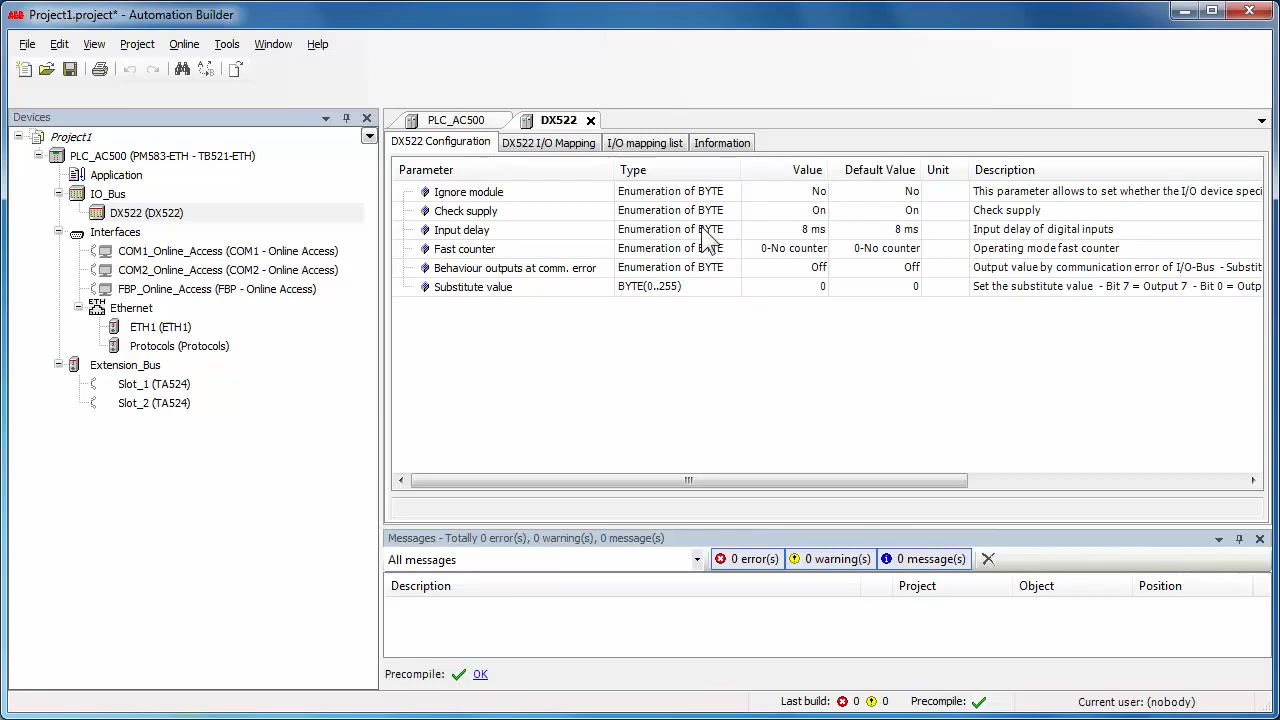 ABB Project1.project* - Automation Builder
File Edit View Project Online Tools Window Help
Devices
Project1
PLC_AC500 (PM583-ETH - TB521-ETH)
Application
IO_Bus
DX522 (DX522)
Interfaces
COM1_Online_Access (COM1 - Online Access)
COM2_Online_Access (COM2 - Online Access)
FBP_Online_Access (FBP - Online Access)
ETH Ethernet
ETH1 (ETH1)
Protocols (Protocols)
Extension_Bus
Slot_1 (TA524)
Slot_2 (TA524)
PLC_AC500 DX522
DX522 Configuration DX522 I/O Mapping I/O mapping list Information
Parameter Type Value Default Value Unit Description
Ignore module Enumeration of BYTE No No This parameter allows to set whether the I/O device speci
Check supply Enumeration of BYTE On On Check supply
Input delay Enumeration of BYTE 8 ms 8 ms Input delay of digital inputs
Fast counter Enumeration of BYTE 0-No counter 0-No counter Operating mode fast counter
Behaviour outputs at comm. error Enumeration of BYTE Off Off Output value by communication error of I/O-Bus - Substit
Substitute value BYTE(0..255) 0 0 Set the substitute value - Bit 7 = Output 7 - Bit 0 = Outp
Messages - Totally 0 error(s), 0 warning(s), 0 message(s)
All messages 0 error(s) 0 warning(s) 0 message(s)
Description Project Object Position
Precompile: OK
Last build: 0 0 Precompile: Current user: (nobody)